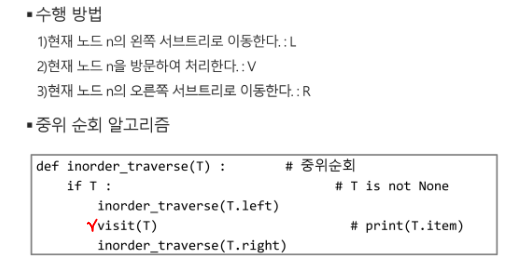 ▪수행 방법
1)현재 노드 n의 왼쪽 서브트리로 이동한다. : L
2)현재 노드 n을 방문하여 처리한다. : V
3)현재 노드 n의 오른쪽 서브트리로 이동한다. : R
▪중위 순회 알고리즘
def inorder_traverse(T) : # 중위순회
if T : # T is not None
inorder_traverse(T.left)
√visit(T) # print(T.item)
inorder_traverse(T.right)